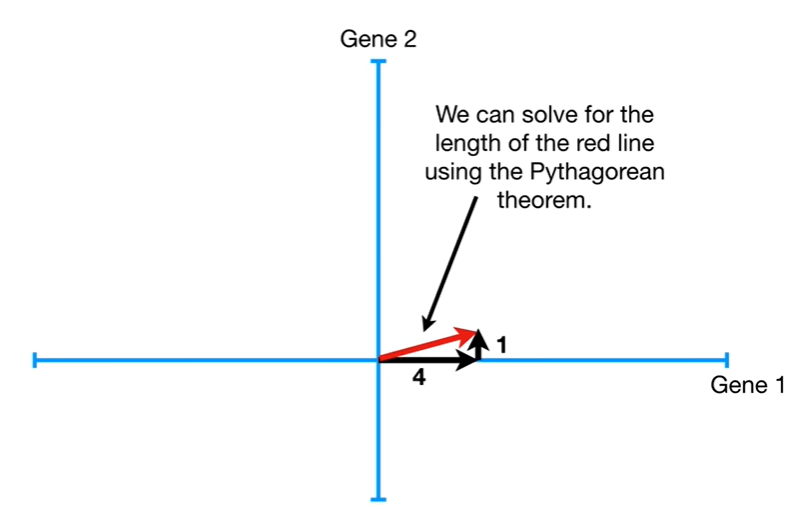 Gene 2
We can solve for the
length of the red line
using the Pythagorean
theorem.
1
4
Gene 1